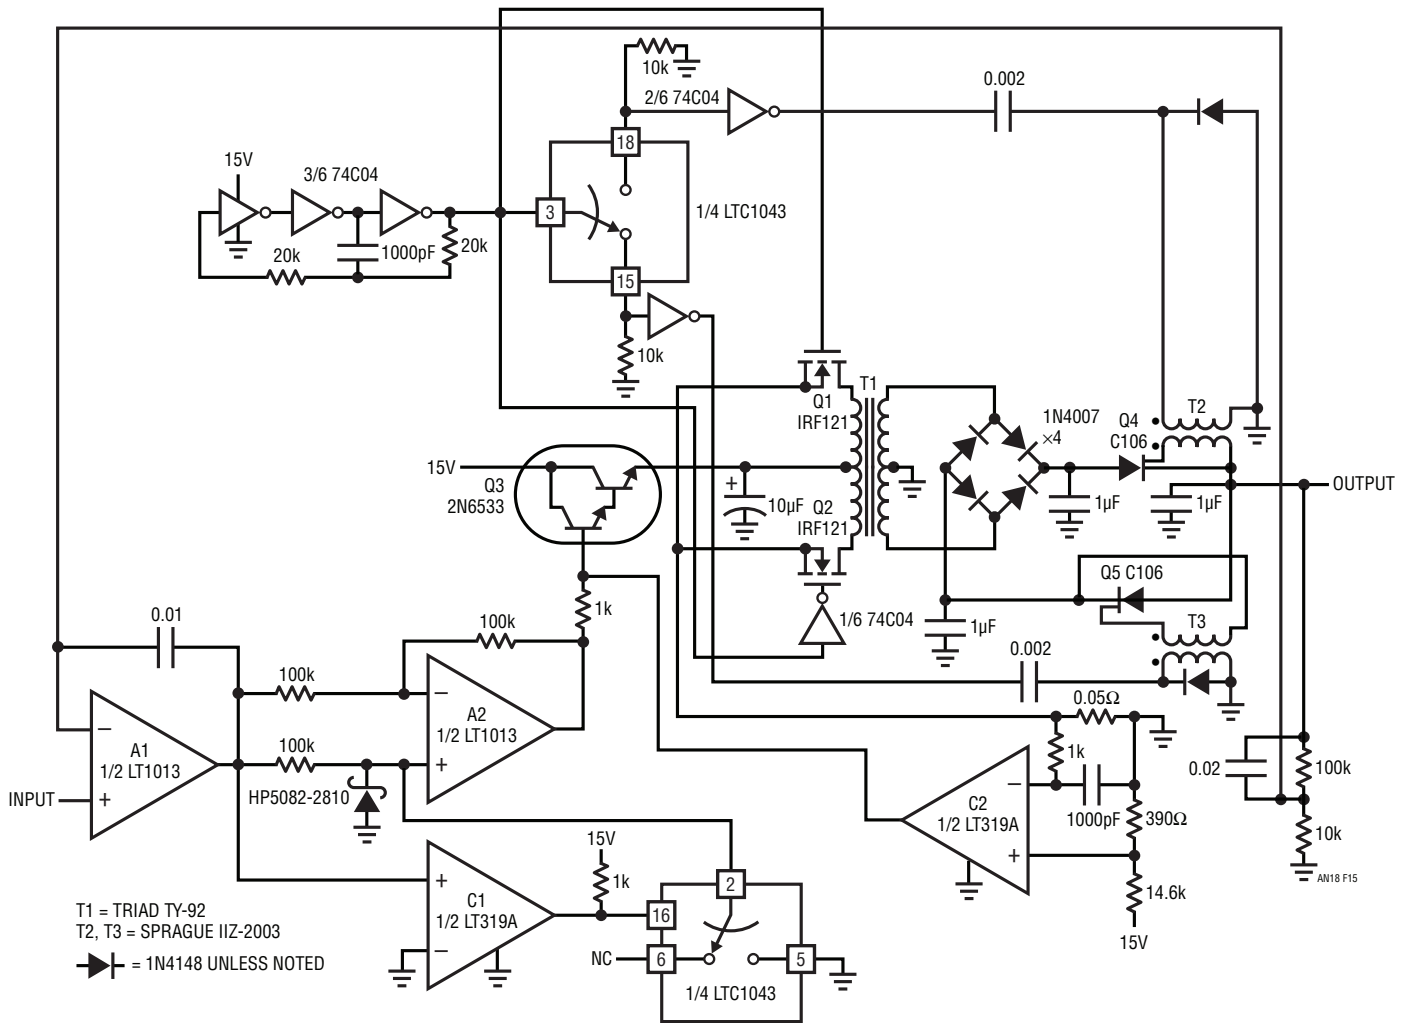 10k
2/6 74C04
0.002
18
15V
3/6 74C04
3
1/4 LTC1043
20k
1000pF
20k
15
10k
T1
Q1
IRF121
1N4007
×4
Q4
C106
T2
15V
Q3
2N6533
+
10µF
Q2
IRF121
1µF
1µF
OUTPUT
Q5 C106
1k
1/6 74C04
1µF
T3
0.01
100k
0.002
100k
–
A2
1/2 LT1013
+
0.05Ω
–
A1
1/2 LT1013
+
INPUT
100k
HP5082-2810
1k
–
C2
1/2 LT319A
+
1000pF
390Ω
0.02
100k
10k
AN18 F15
14.6k
15V
15V
1k
+
C1
1/2 LT319A
–
2
16
NC
6
5
1/4 LTC1043
T1 = TRIAD TY-92
T2, T3 = SPRAGUE IIZ-2003
= 1N4148 UNLESS NOTED